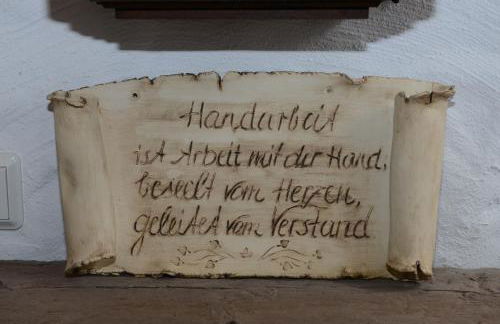 Handarbeit
ist Arbeit mit der Hand,
beseelt vom Herzen,
geleitet vom Verstand